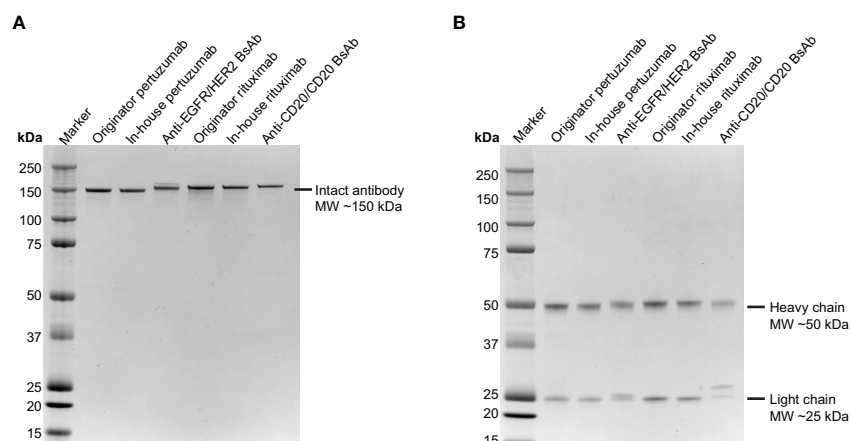 A
kDa
Marker
Originator pertuzumab
In-house pertuzumab
Anti-EGFR/HER2 BsAb
Originator rituximab
In-house rituximab
Anti-CD20/CD20 BsAb
250
150
100
75
50
37
25
20
15
Intact antibody
MW ~150 kDa
B
kDa
Marker
Originator pertuzumab
In-house pertuzumab
Anti-EGFR/HER2 BsAb
Originator rituximab
In-house rituximab
Anti-CD20/CD20 BsAb
250
150
100
75
50
37
25
20
15
Heavy chain
MW ~50 kDa
Light chain
MW ~25 kDa